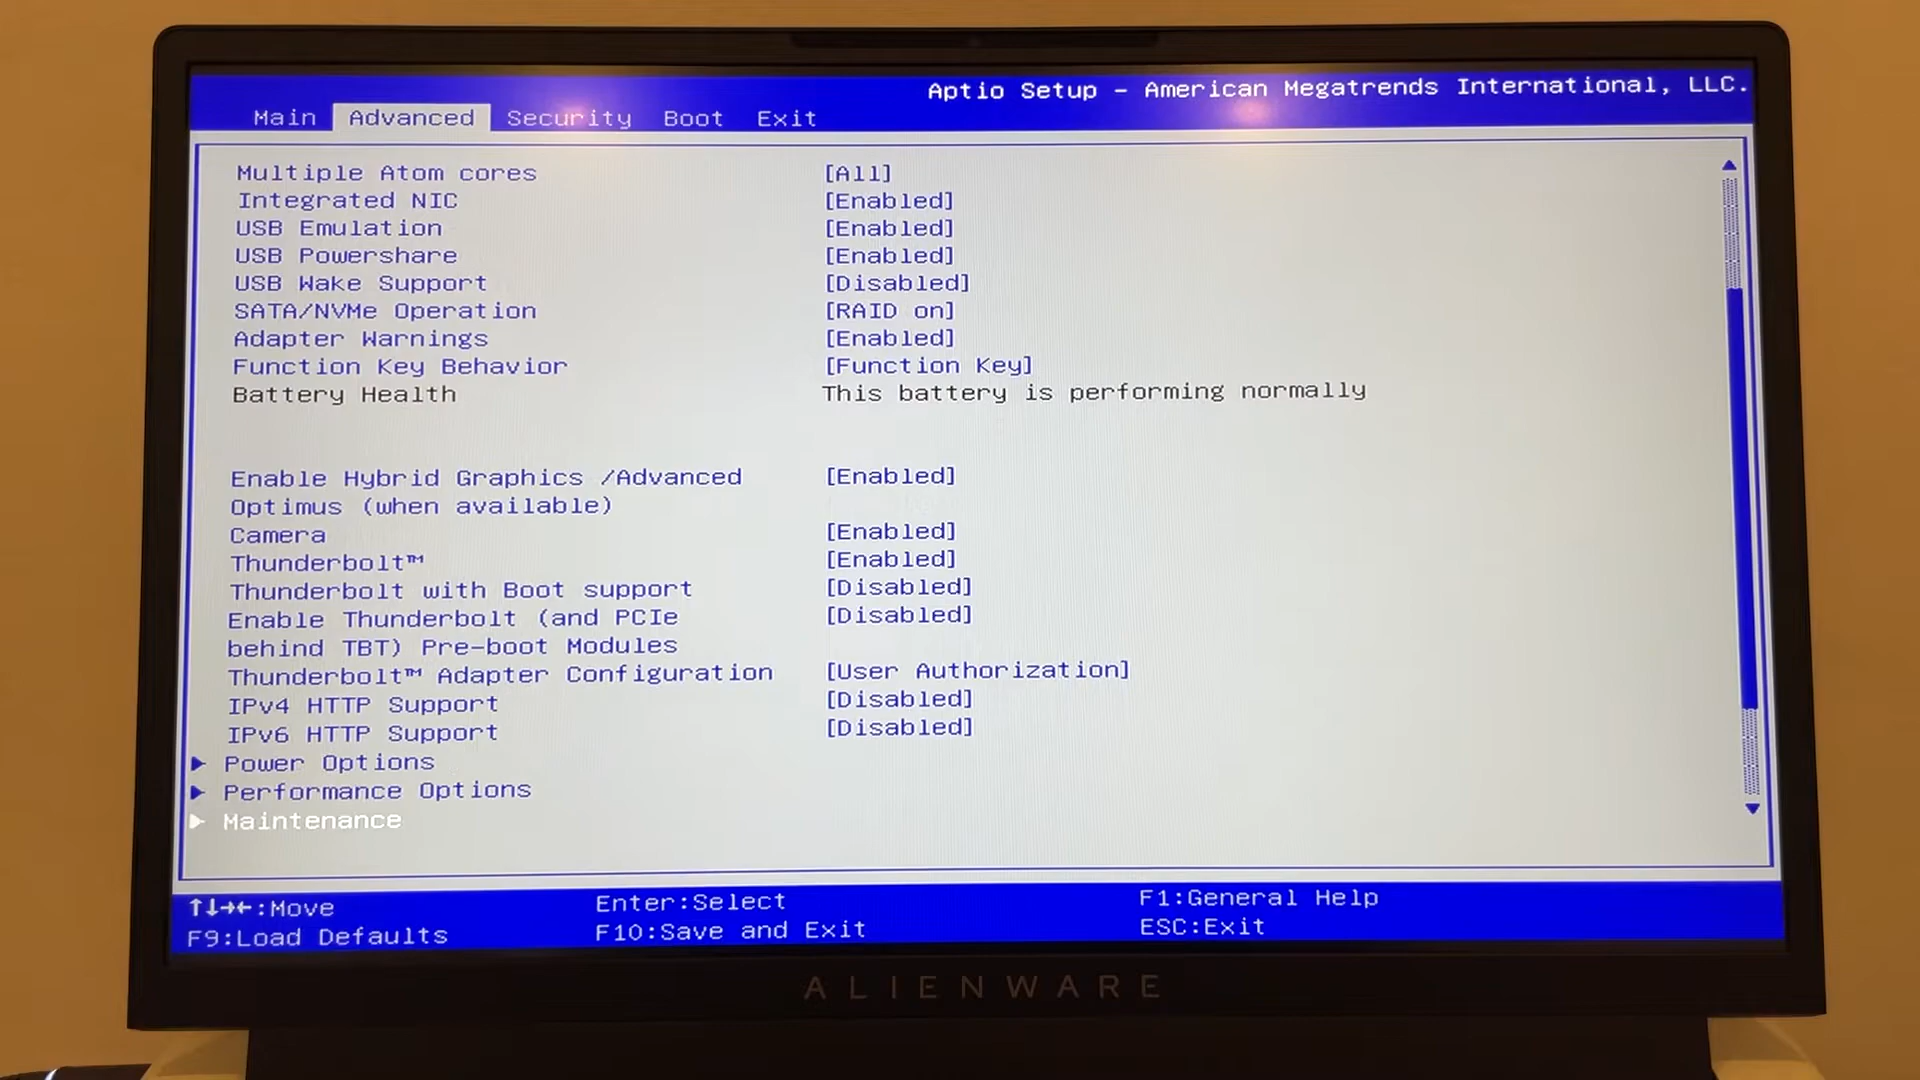 Aptio Setup - American Megatrends International, LLC.
Main Advanced Security Boot Exit
Multiple Atom cores [All]
Integrated NIC [Enabled]
USB Emulation [Enabled]
USB Powershare [Enabled]
USB Wake Support [Disabled]
SATA/NVMe Operation [RAID on]
Adapter Warnings [Enabled]
Function Key Behavior [Function Key]
Battery Health This battery is performing normally
Enable Hybrid Graphics /Advanced [Enabled]
Optimus (when available)
Camera [Enabled]
Thunderbolt™ [Enabled]
Thunderbolt with Boot support [Disabled]
Enable Thunderbolt (and PCIe [Disabled]
behind TBT) Pre-boot Modules
Thunderbolt™ Adapter Configuration [User Authorization]
IPv4 HTTP Support [Disabled]
IPv6 HTTP Support [Disabled]
► Power Options
► Performance Options
► Maintenance
↑↓→←:Move Enter:Select F1:General Help
F9:Load Defaults F10:Save and Exit ESC:Exit
ALIENWARE